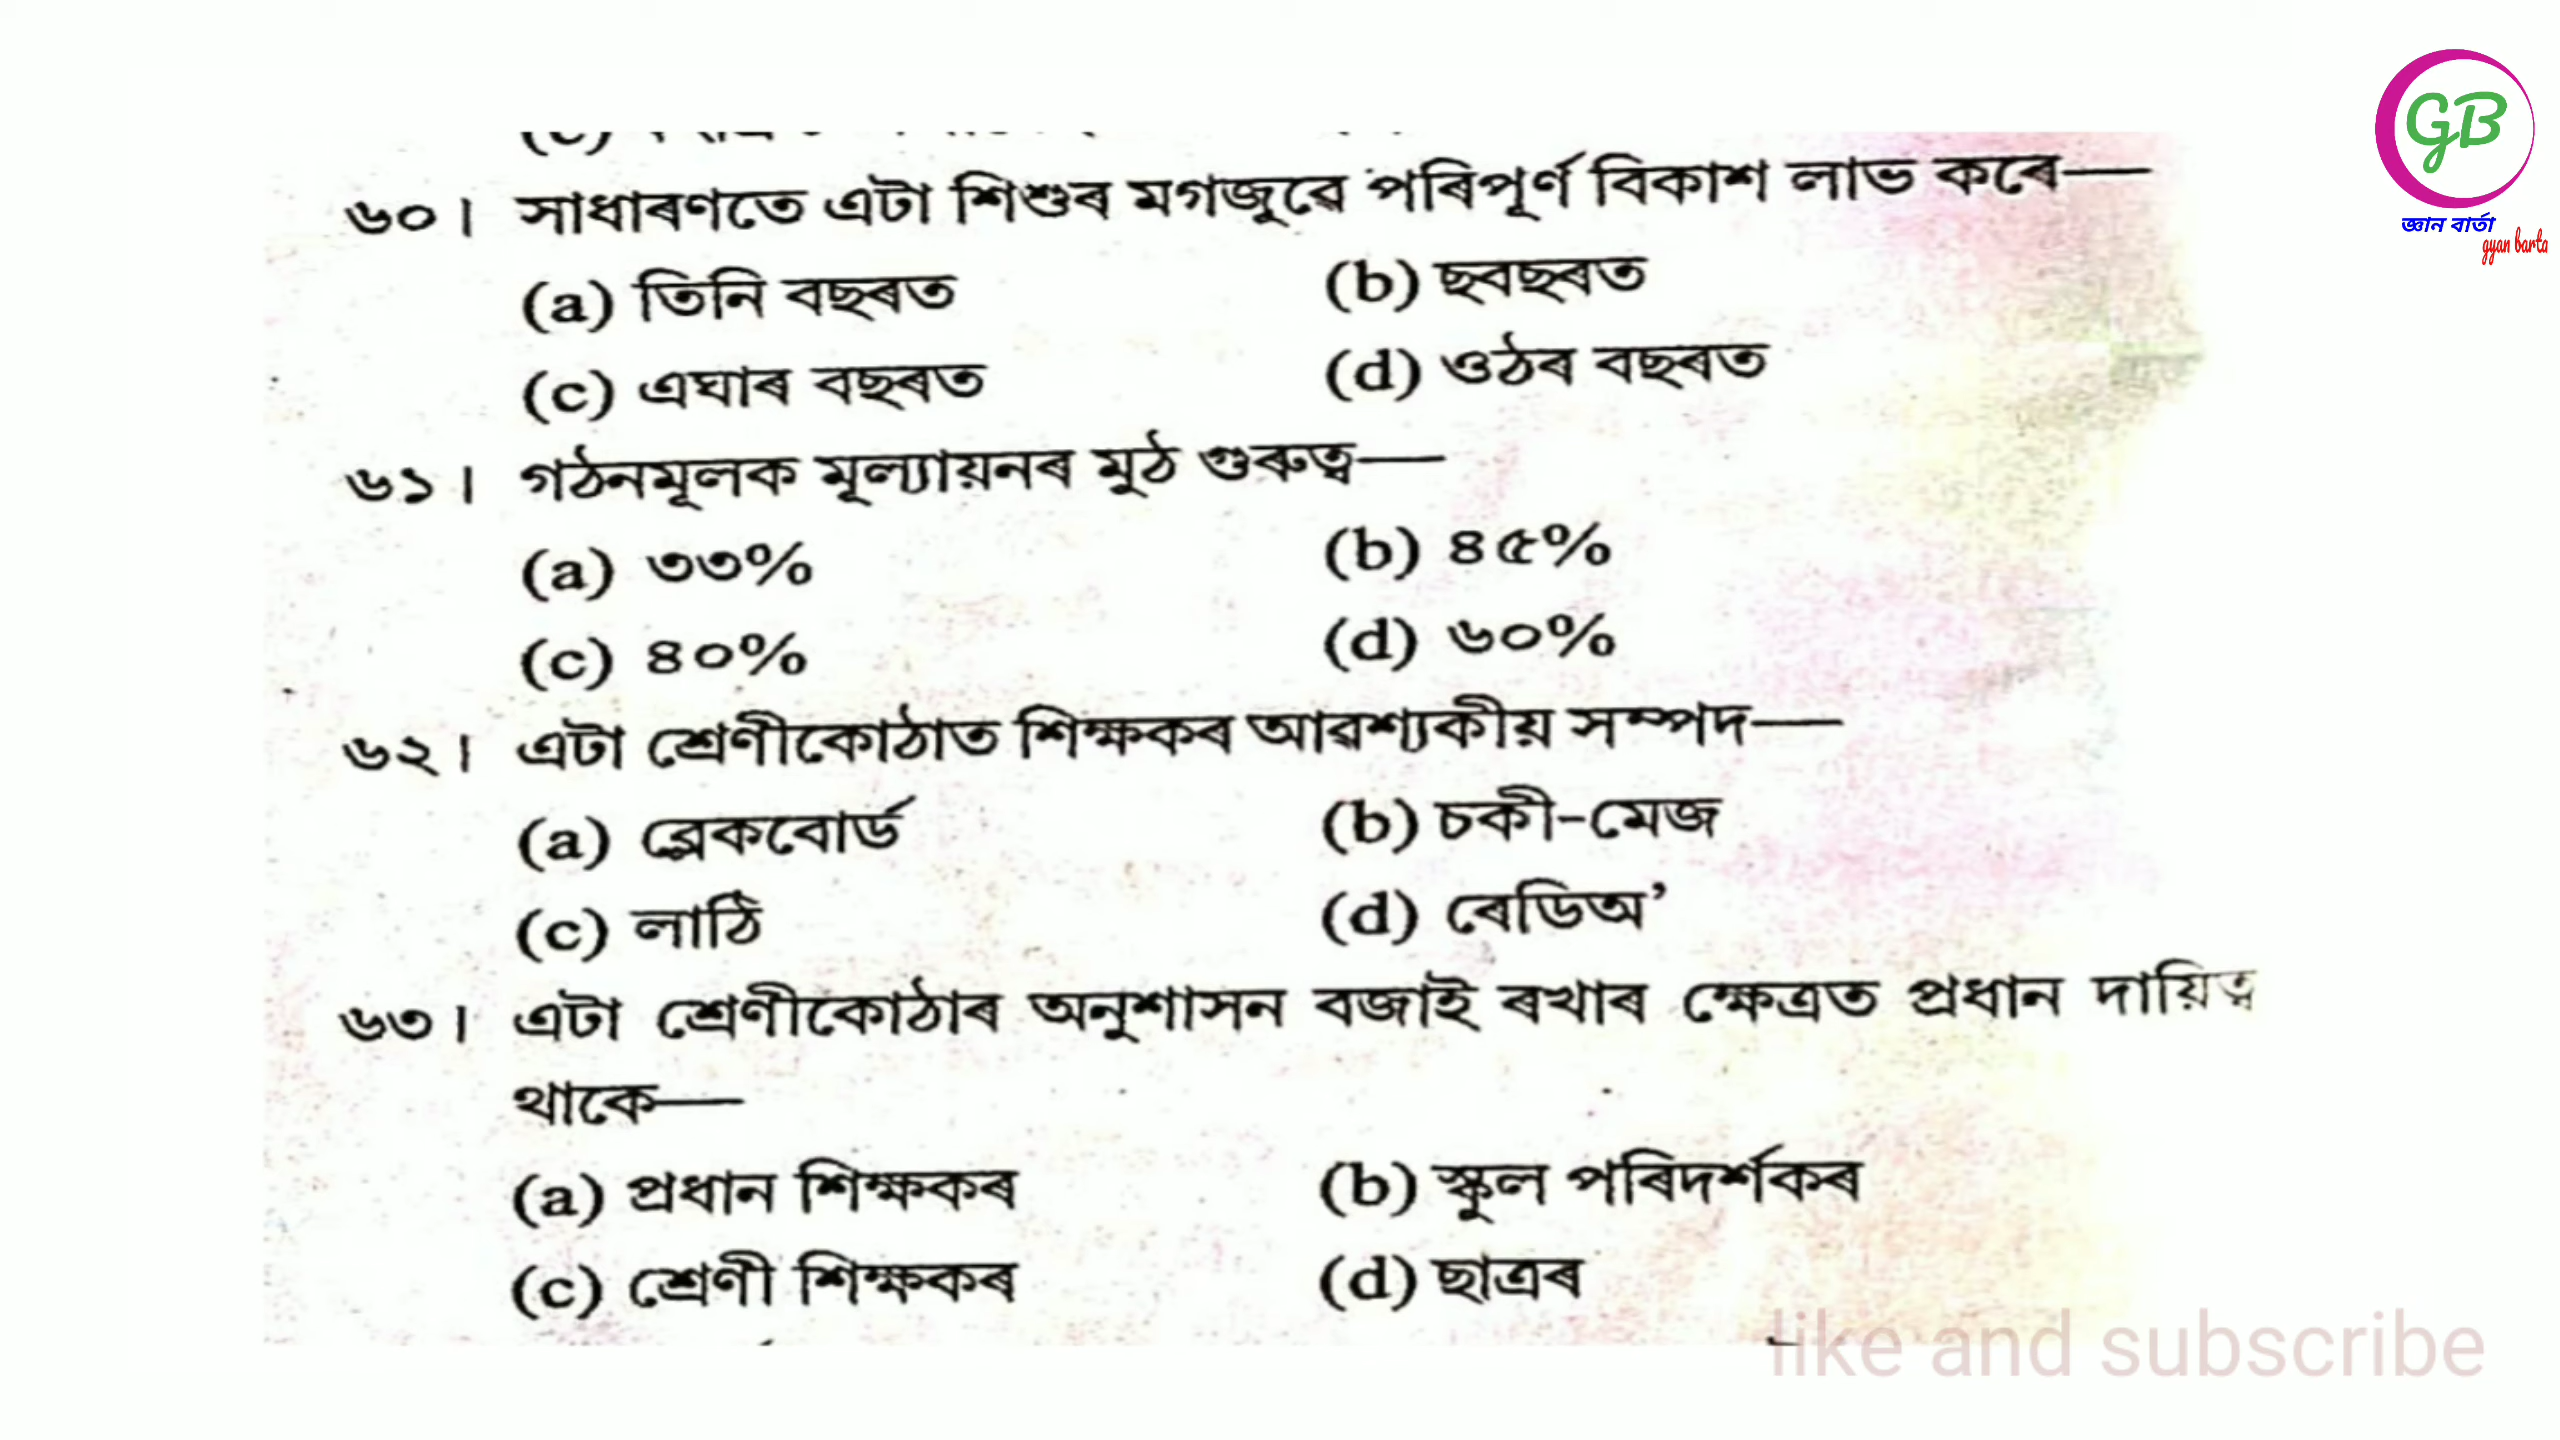 GB
জ্ঞান বাৰ্তা
gyan barta
৬০। সাধাৰণতে এটা শিশুৰ মগজুৱে পৰিপূৰ্ণ বিকাশ লাভ কৰে—
(a) তিনি বছৰত (b) ছবছৰত
(c) এঘাৰ বছৰত (d) ওঠৰ বছৰত
৬১। গঠনমূলক মূল্যায়নৰ মুঠ গুৰুত্ব—
(a) ৩৩% (b) ৪৫%
(c) ৪০% (d) ৬০%
৬২। এটা শ্ৰেণীকোঠাত শিক্ষকৰ আৱশ্যকীয় সম্পদ—
(a) ব্লেকবোৰ্ড (b) চকী-মেজ
(c) লাঠি (d) ৰেডিঅ’
৬৩। এটা শ্ৰেণীকোঠাৰ অনুশাসন বজাই ৰখাৰ ক্ষেত্ৰত প্ৰধান দায়িত্ব
থাকে—
(a) প্ৰধান শিক্ষকৰ (b) স্কুল পৰিদৰ্শকৰ
(c) শ্ৰেণী শিক্ষকৰ (d) ছাত্ৰৰ
like and subscribe